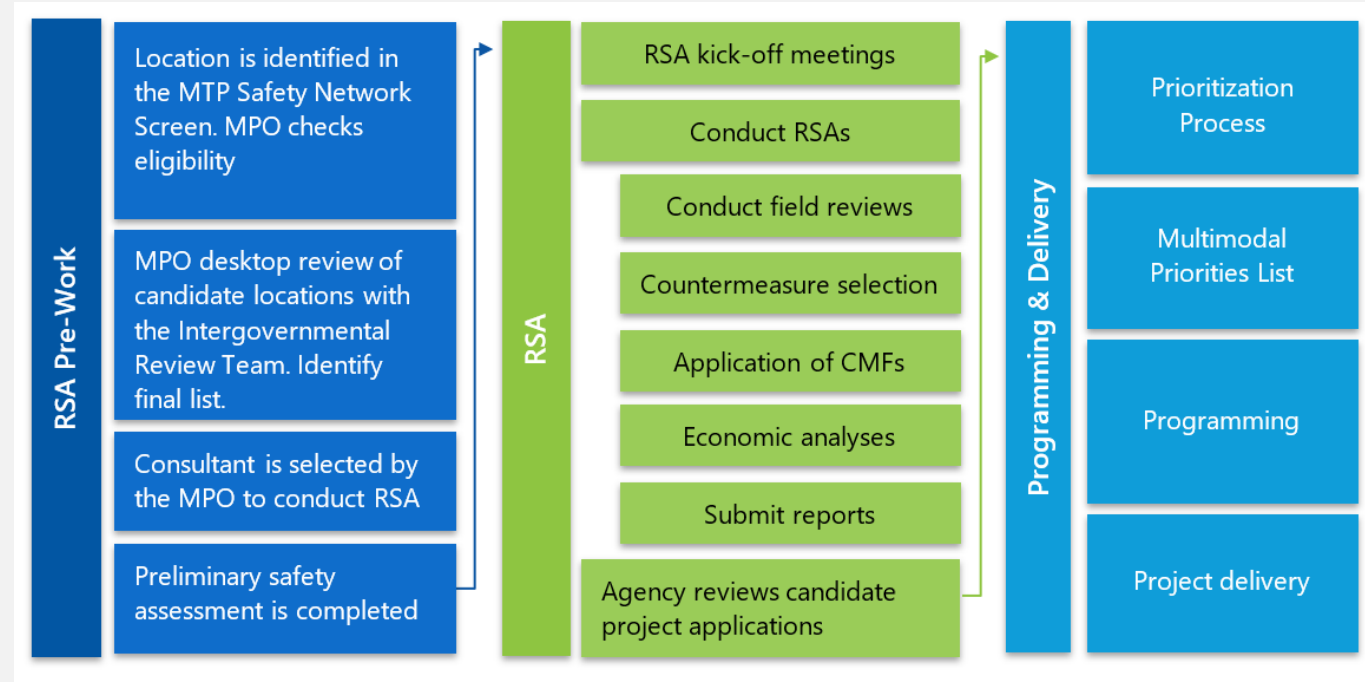 RSA Pre-Work
Location is identified in
the MTP Safety Network
Screen. MPO checks
eligibility
MPO desktop review of
candidate locations with
the Intergovernmental
Review Team. Identify
final list.
Consultant is selected by
the MPO to conduct RSA
Preliminary safety
assessment is completed
RSA
RSA kick-off meetings
Conduct RSAs
Conduct field reviews
Countermeasure selection
Application of CMFs
Economic analyses
Submit reports
Agency reviews candidate
project applications
Programming & Delivery
Prioritization
Process
Multimodal
Priorities List
Programming
Project delivery